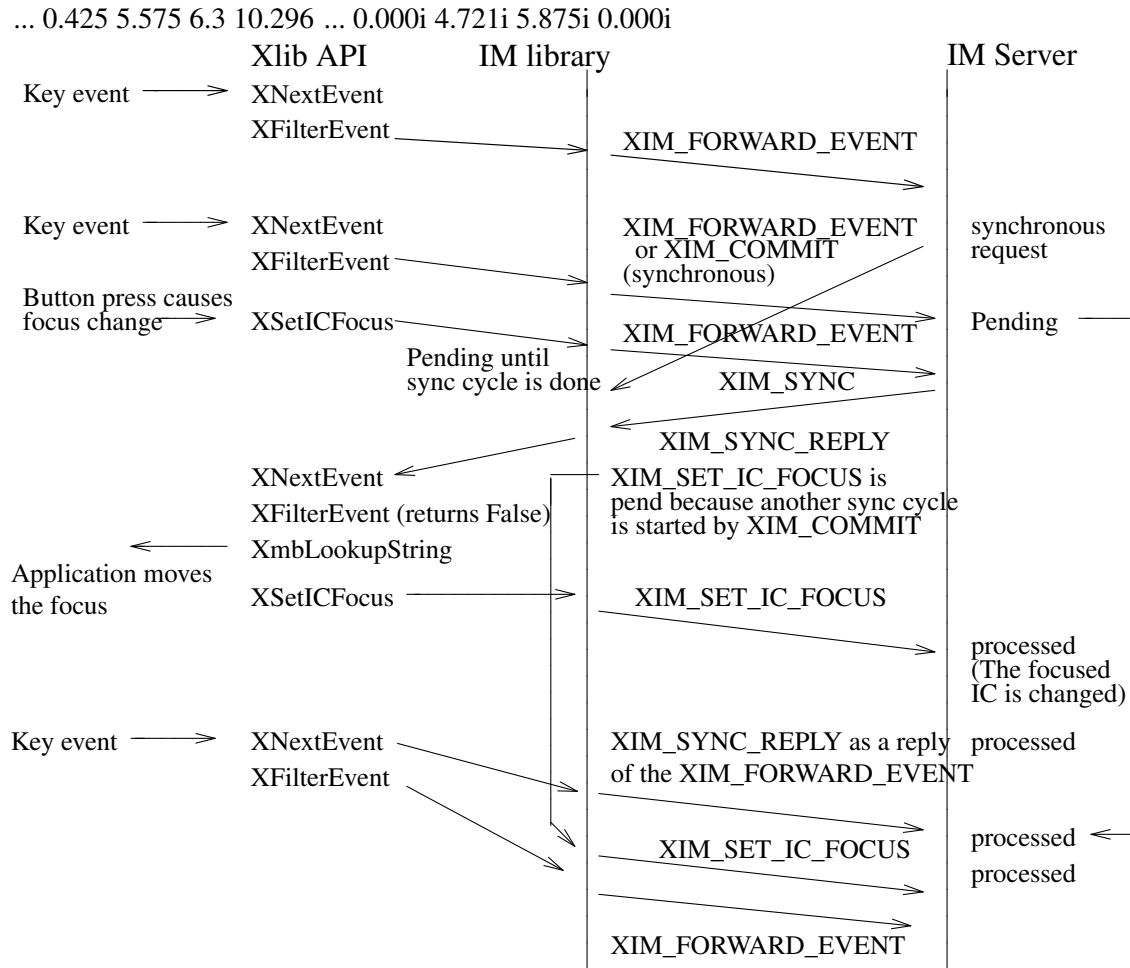 ... 0.425 5.575 6.3 10.296 ... 0.000i 4.721i 5.875i 0.000i
Xlib API
IM library
IM Server
Key event
XNextEvent
XFilterEvent
XIM_FORWARD_EVENT
Key event
XNextEvent
XIM_FORWARD_EVENT
synchronous
or XIM_COMMIT
request
XFilterEvent
(synchronous)
Button press causes
focus change
XSetICFocus
XIM_FORWARD_EVENT
Pending
Pending until
sync cycle is done
XIM_SYNC
XIM_SYNC_REPLY
XNextEvent
XIM_SET_IC_FOCUS is
pend because another sync cycle
is started by XIM_COMMIT
XFilterEvent (returns False)
XmbLookupString
Application moves
the focus
XSetICFocus
XIM_SET_IC_FOCUS
processed
(The focused
IC is changed)
Key event
XNextEvent
XIM_SYNC_REPLY as a reply
of the XIM_FORWARD_EVENT
processed
XFilterEvent
processed
XIM_SET_IC_FOCUS
processed
XIM_FORWARD_EVENT